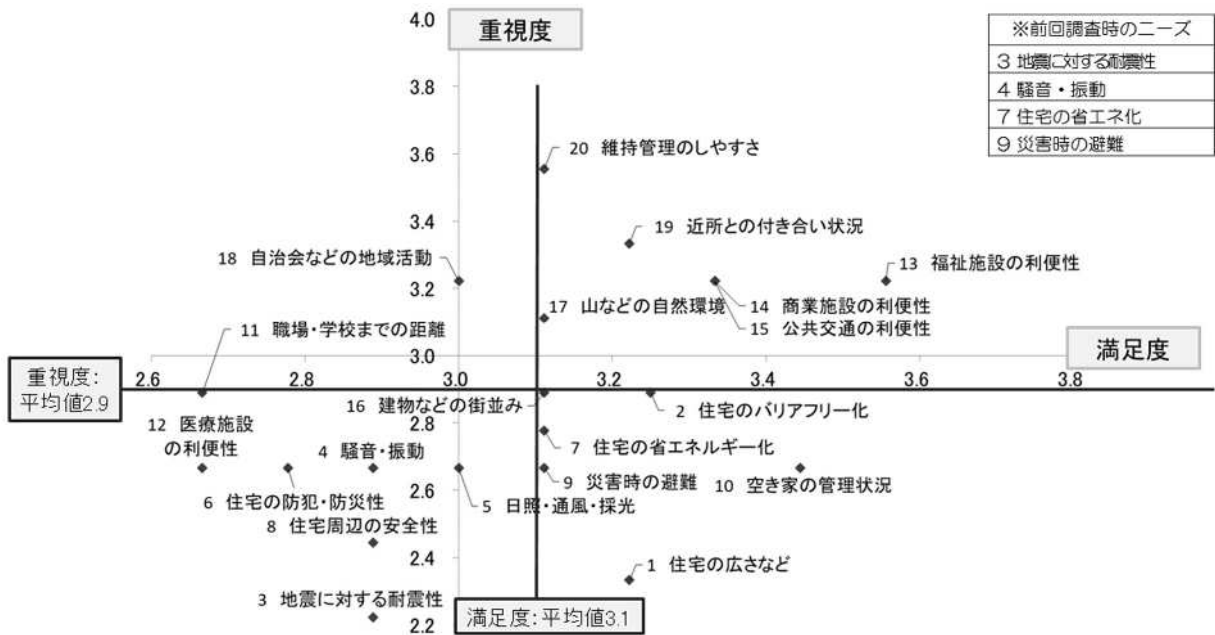 4.0
重視度
※前回調査時のニーズ
3 地震に対する耐震性
4 騒音・振動
7 住宅の省エネ化
9 災害時の避難
3.8
3.6
20 維持管理のしやすさ
3.4
19 近所との付き合い状況
18 自治会などの地域活動
13 福祉施設の利便性
3.2
17 山などの自然環境
14 商業施設の利便性
15 公共交通の利便性
11 職場・学校までの距離
3.0
満足度
2.6
2.8
3.0
3.2
3.4
3.6
3.8
重視度:
平均値2.9
16 建物などの街並み
2 住宅のバリアフリー化
2.8
12 医療施設
の利便性
4 騒音・振動
7 住宅の省エネルギー化
9 災害時の避難
10 空き家の管理状況
2.6
6 住宅の防犯・防災性
5 日照・通風・採光
8 住宅周辺の安全性
2.4
1 住宅の広さなど
3 地震に対する耐震性
満足度:平均値3.1
2.2